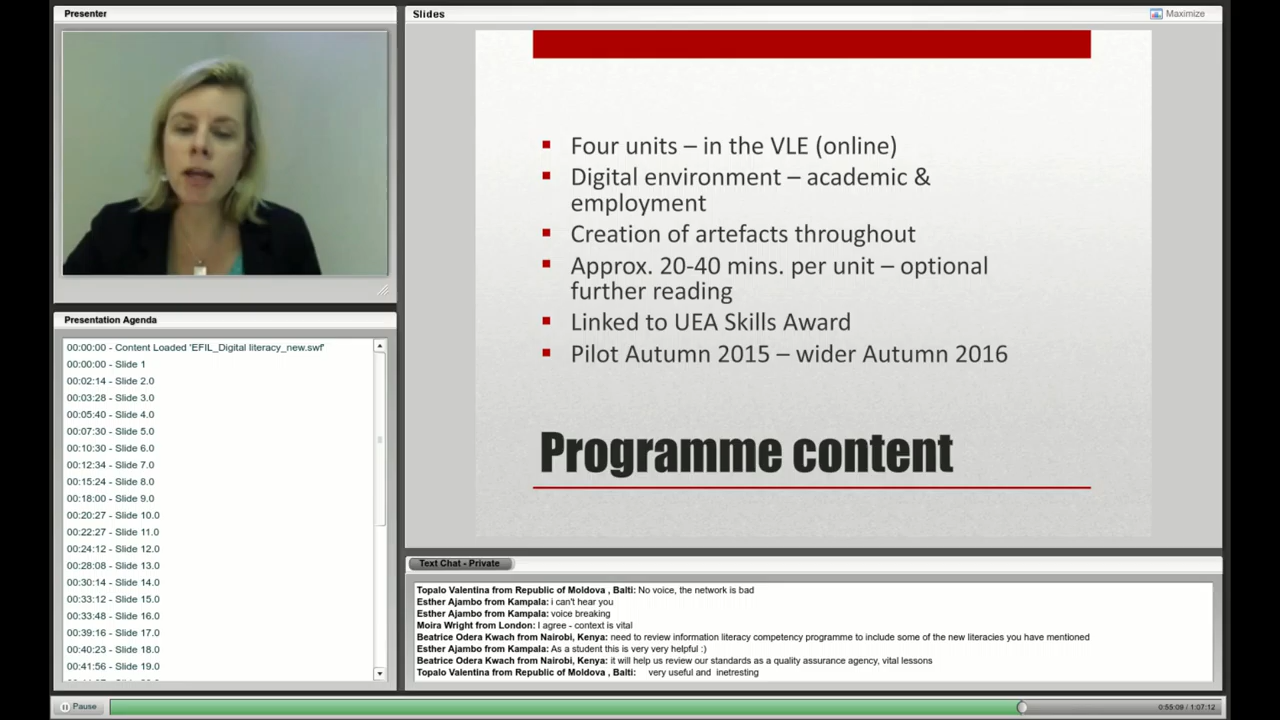 Presenter
Slides
Maximize
Four units – in the VLE (online)
Digital environment – academic &
employment
Creation of artefacts throughout
Approx. 20-40 mins. per unit – optional
further reading
Linked to UEA Skills Award
Pilot Autumn 2015 – wider Autumn 2016
Programme content
Presentation Agenda
00:00:00 - Content Loaded 'EFIL_Digital literacy_new.swf'
00:00:00 - Slide 1
00:02:14 - Slide 2.0
00:03:28 - Slide 3.0
00:05:40 - Slide 4.0
00:07:30 - Slide 5.0
00:10:30 - Slide 6.0
00:12:34 - Slide 7.0
00:15:24 - Slide 8.0
00:18:00 - Slide 9.0
00:20:27 - Slide 10.0
00:22:27 - Slide 11.0
00:24:12 - Slide 12.0
00:28:08 - Slide 13.0
00:30:14 - Slide 14.0
00:33:12 - Slide 15.0
00:33:48 - Slide 16.0
00:39:16 - Slide 17.0
00:40:23 - Slide 18.0
00:41:56 - Slide 19.0
Text Chat - Private
Topalo Valentina from Republic of Moldova , Balti: No voice, the network is bad
Esther Ajambo from Kampala: i can't hear you
Esther Ajambo from Kampala: voice breaking
Moira Wright from London: I agree - context is vital
Beatrice Odera Kwach from Nairobi, Kenya: need to review information literacy competency programme to include some of the new literacies you have mentioned
Esther Ajambo from Kampala: As a student this is very very helpful :)
Beatrice Odera Kwach from Nairobi, Kenya: it will help us review our standards as a quality assurance agency, vital lessons
Topalo Valentina from Republic of Moldova , Balti: very useful and inetresting
Pause
0:55:09 / 1:07:12